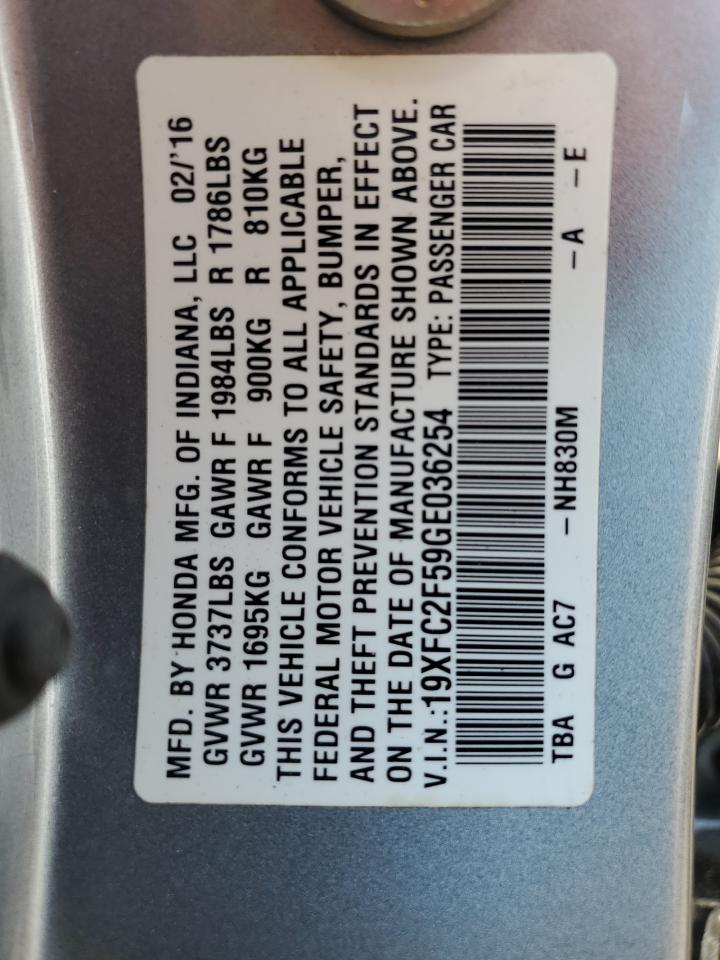 MFD. BY HONDA MFG. OF INDIANA, LLC 02/'16
GVWR 3737LBS GAWR F 1984LBS R 1786LBS
GVWR 1695KG GAWR F 900KG R 810KG
THIS VEHICLE CONFORMS TO ALL APPLICABLE
FEDERAL MOTOR VEHICLE SAFETY, BUMPER,
AND THEFT PREVENTION STANDARDS IN EFFECT
ON THE DATE OF MANUFACTURE SHOWN ABOVE.
V.I.N.:19XFC2F59GE036254 TYPE: PASSENGER CAR
TBA G AC7 –NH830M –A –E